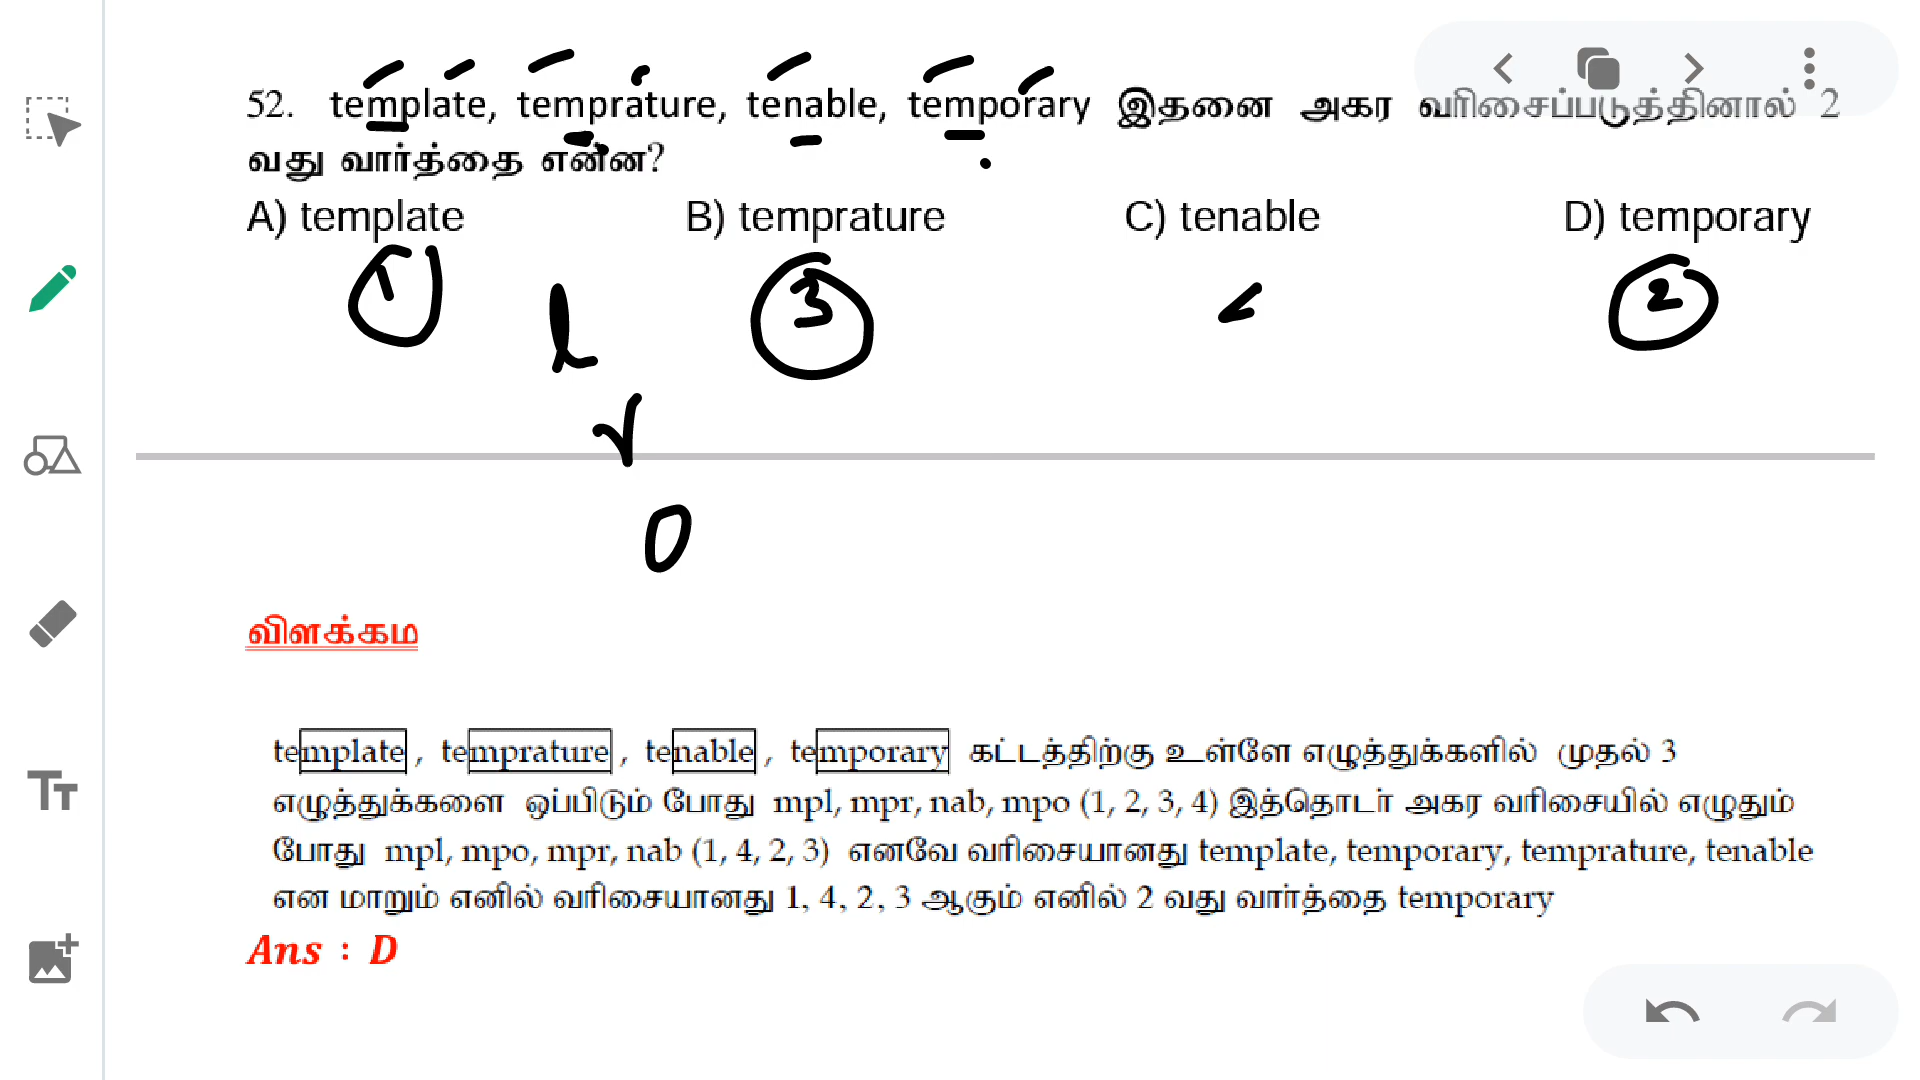 52. template, temprature, tenable, temporary இதனை அகர வரிசைப்படுத்தினால் 2
வது வார்த்தை என்ன?
A) template B) temprature C) tenable D) temporary
1 3 4 2
l
r
o
விளக்கம
template , temprature , tenable , temporary கட்டத்திற்கு உள்ளே எழுத்துக்களில் முதல் 3
எழுத்துக்களை ஒப்பிடும் போது mpl, mpr, nab, mpo (1, 2, 3, 4) இத்தொடர் அகர வரிசையில் எழுதும்
போது mpl, mpo, mpr, nab (1, 4, 2, 3) எனவே வரிசையானது template, temporary, temprature, tenable
என மாறும் எனில் வரிசையானது 1, 4, 2, 3 ஆகும் எனில் 2 வது வார்த்தை temporary
Ans : D
Tт